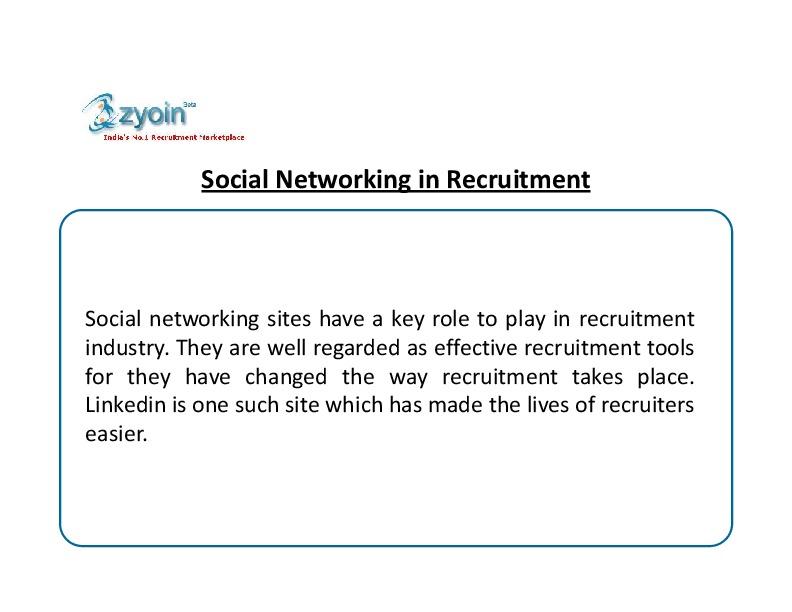 zyoin Beta
India's No.1 Recruitment Marketplace
Social Networking in Recruitment
Social networking sites have a key role to play in recruitment
industry. They are well regarded as effective recruitment tools
for they have changed the way recruitment takes place.
Linkedin is one such site which has made the lives of recruiters
easier.